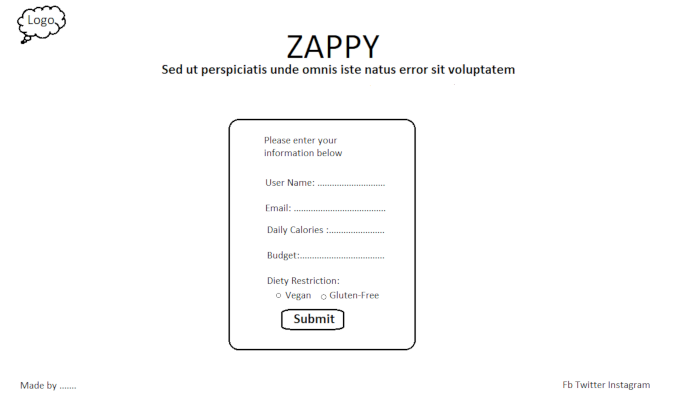 Logo
ZAPPY
Sed ut perspiciatis unde omnis iste natus error sit voluptatem
Please enter your
information below
User Name: ............................
Email: ......................................
Daily Calories :.......................
Budget:...................................
Diety Restriction:
Vegan Gluten-Free
Submit
Made by ....... Fb Twitter Instagram